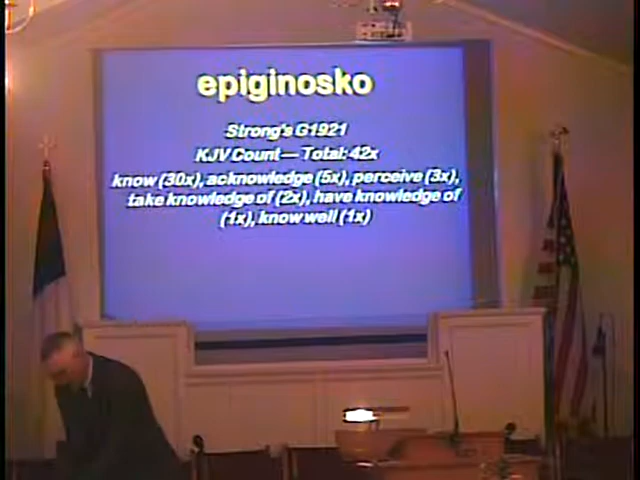 epiginosko
Strong's G1921
KJV Count — Total: 42x
know (30x), acknowledge (5x), perceive (3x),
take knowledge of (2x), have knowledge of
(1x), know well (1x)